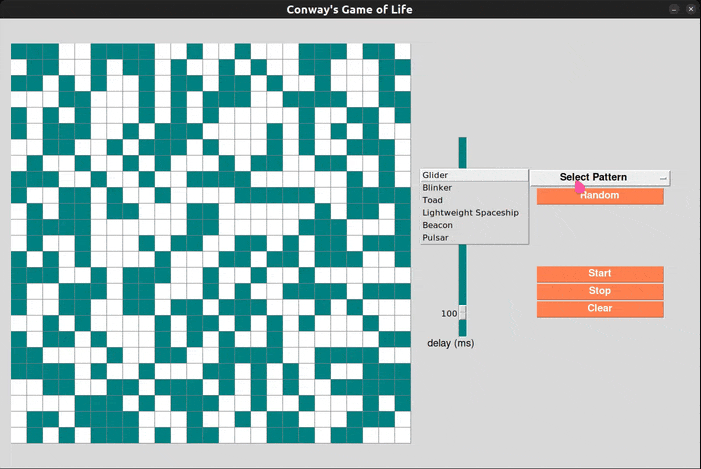 Conway's Game of Life
Glider
Blinker
Toad
Lightweight Spaceship
Beacon
Pulsar
Select Pattern
Random
Start
Stop
Clear
100
delay (ms)